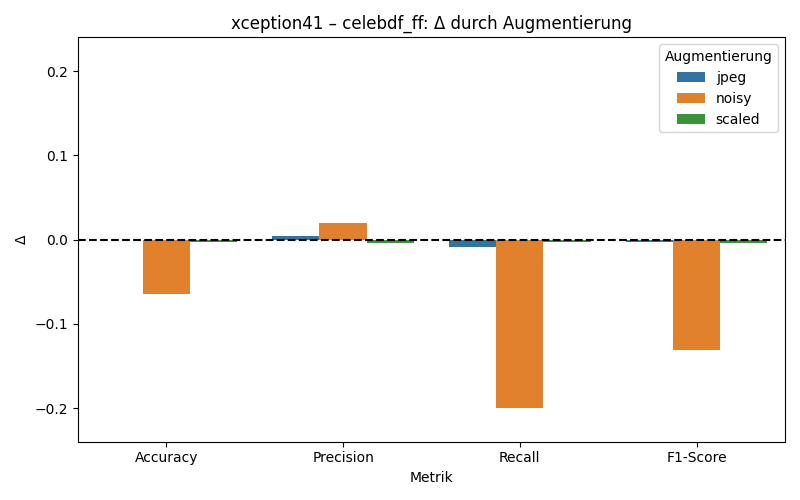 xception41 – celebdf_ff: Δ durch Augmentierung
Augmentierung
jpeg
noisy
scaled
0.2
0.1
0.0
−0.1
−0.2
Δ
Accuracy
Precision
Recall
F1-Score
Metrik